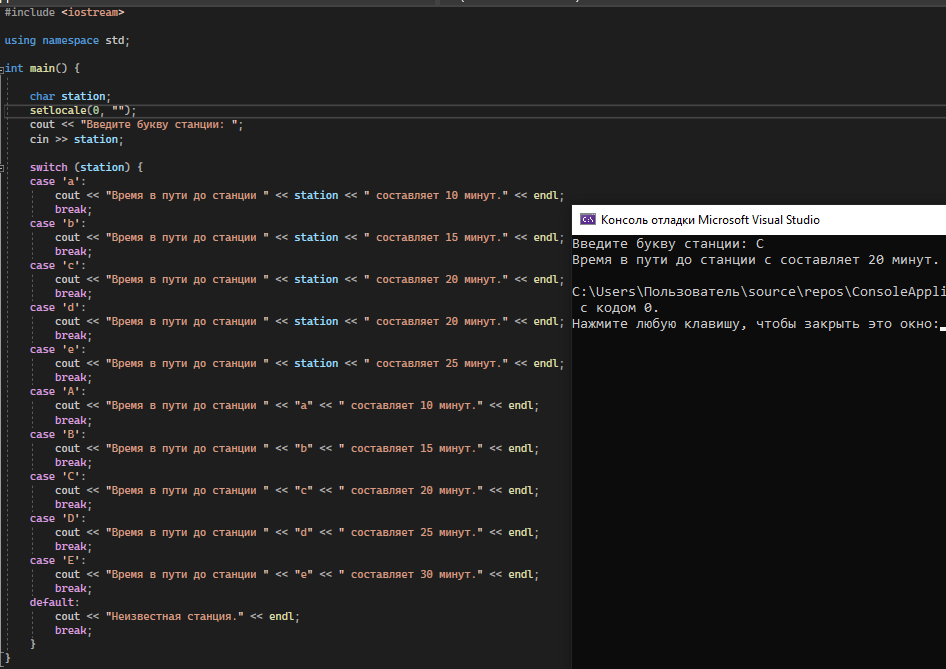 #include <iostream>
using namespace std;
int main() {
char station;
setlocale(0, "");
cout << "Введите букву станции: ";
cin >> station;
switch (station) {
case 'a':
cout << "Время в пути до станции " << station << " составляет 10 минут." << endl;
break;
case 'b':
cout << "Время в пути до станции " << station << " составляет 15 минут." << endl;
break;
case 'c':
cout << "Время в пути до станции " << station << " составляет 20 минут." << endl;
break;
case 'd':
cout << "Время в пути до станции " << station << " составляет 20 минут." << endl;
break;
case 'e':
cout << "Время в пути до станции " << station << " составляет 25 минут." << endl;
break;
case 'A':
cout << "Время в пути до станции " << "a" << " составляет 10 минут." << endl;
break;
case 'B':
cout << "Время в пути до станции " << "b" << " составляет 15 минут." << endl;
break;
case 'C':
cout << "Время в пути до станции " << "c" << " составляет 20 минут." << endl;
break;
case 'D':
cout << "Время в пути до станции " << "d" << " составляет 25 минут." << endl;
break;
case 'E':
cout << "Время в пути до станции " << "e" << " составляет 30 минут." << endl;
break;
default:
cout << "Неизвестная станция." << endl;
break;
}
}
C:\ Консоль отладки Microsoft Visual Studio
Введите букву станции: C
Время в пути до станции c составляет 20 минут.
C:\Users\Пользователь\source\repos\ConsoleAppli
с кодом 0.
Нажмите любую клавишу, чтобы закрыть это окно: